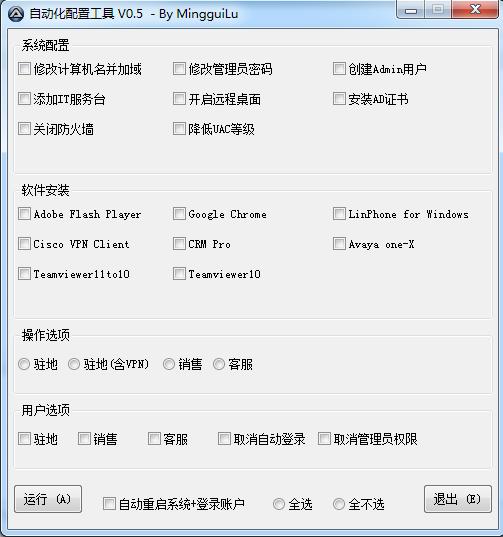 自动化配置工具 V0.5 - By MingguiLu
系统配置
修改计算机名并加域 修改管理员密码 创建Admin用户
添加IT服务台 开启远程桌面 安装AD证书
关闭防火墙 降低UAC等级
软件安装
Adobe Flash Player Google Chrome LinPhone for Windows
Cisco VPN Client CRM Pro Avaya one-X
Teamviewer11to10 Teamviewer10
操作选项
驻地 驻地(含VPN) 销售 客服
用户选项
驻地 销售 客服 取消自动登录 取消管理员权限
运行 (A) 自动重启系统+登录账户 全选 全不选 退出 (E)